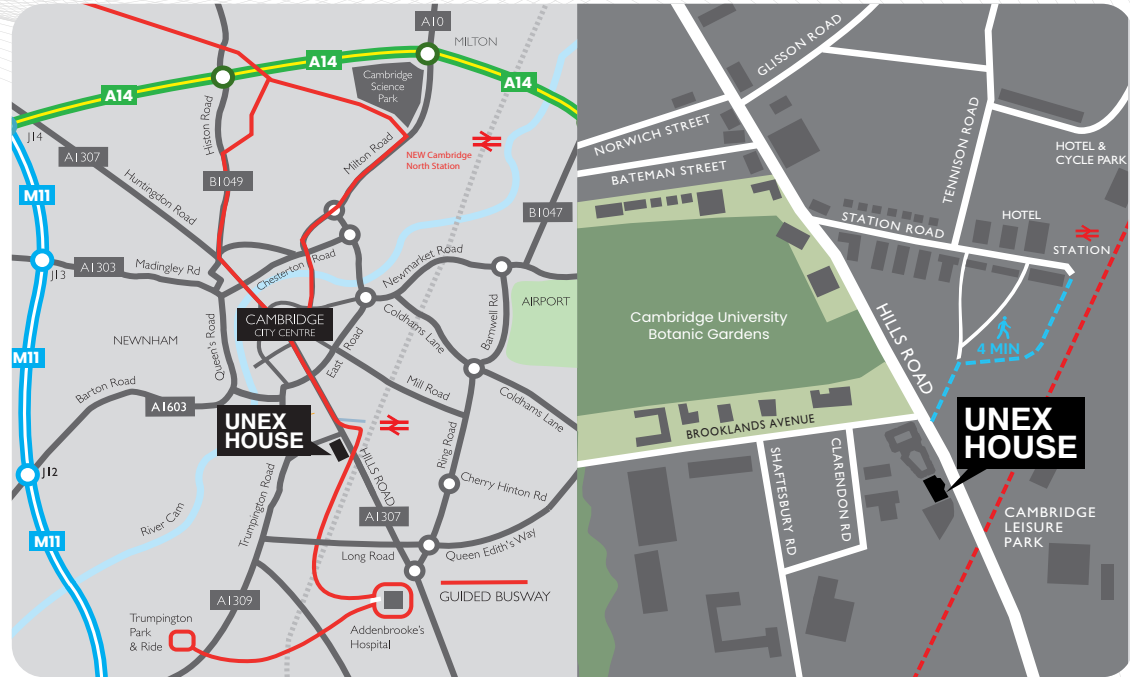 A10
MILTON
A14
A14
A14
Cambridge
Science
Park
Histon Road
Milton Road
NEW Cambridge
North Station
J14
A1307
M11
Huntingdon Road
B1049
B1047
J13
A1303
Madingley Rd
Chesterton Road
Newmarket Road
AIRPORT
CAMBRIDGE
CITY CENTRE
Coldhams Lane
Barnwell Rd
NEWNHAM
Queen's Road
East Road
M11
Barton Road
A1603
Mill Road
Coldhams Lane
UNEX
HOUSE
HILLS ROAD
Ring Road
J12
Cherry Hinton Rd
River Cam
Trumpington Road
A1307
M11
Long Road
Queen Edith's Way
GUIDED BUSWAY
A1309
Trumpington
Park
& Ride
Addenbrooke's
Hospital
GLISSON ROAD
NORWICH STREET
BATEMAN STREET
TENNISON ROAD
HOTEL &
CYCLE PARK
STATION ROAD
HOTEL
STATION
Cambridge University
Botanic Gardens
HILLS ROAD
4 MIN
BROOKLANDS AVENUE
UNEX
HOUSE
SHAFTESBURY RD
CLARENDON RD
CAMBRIDGE
LEISURE
PARK